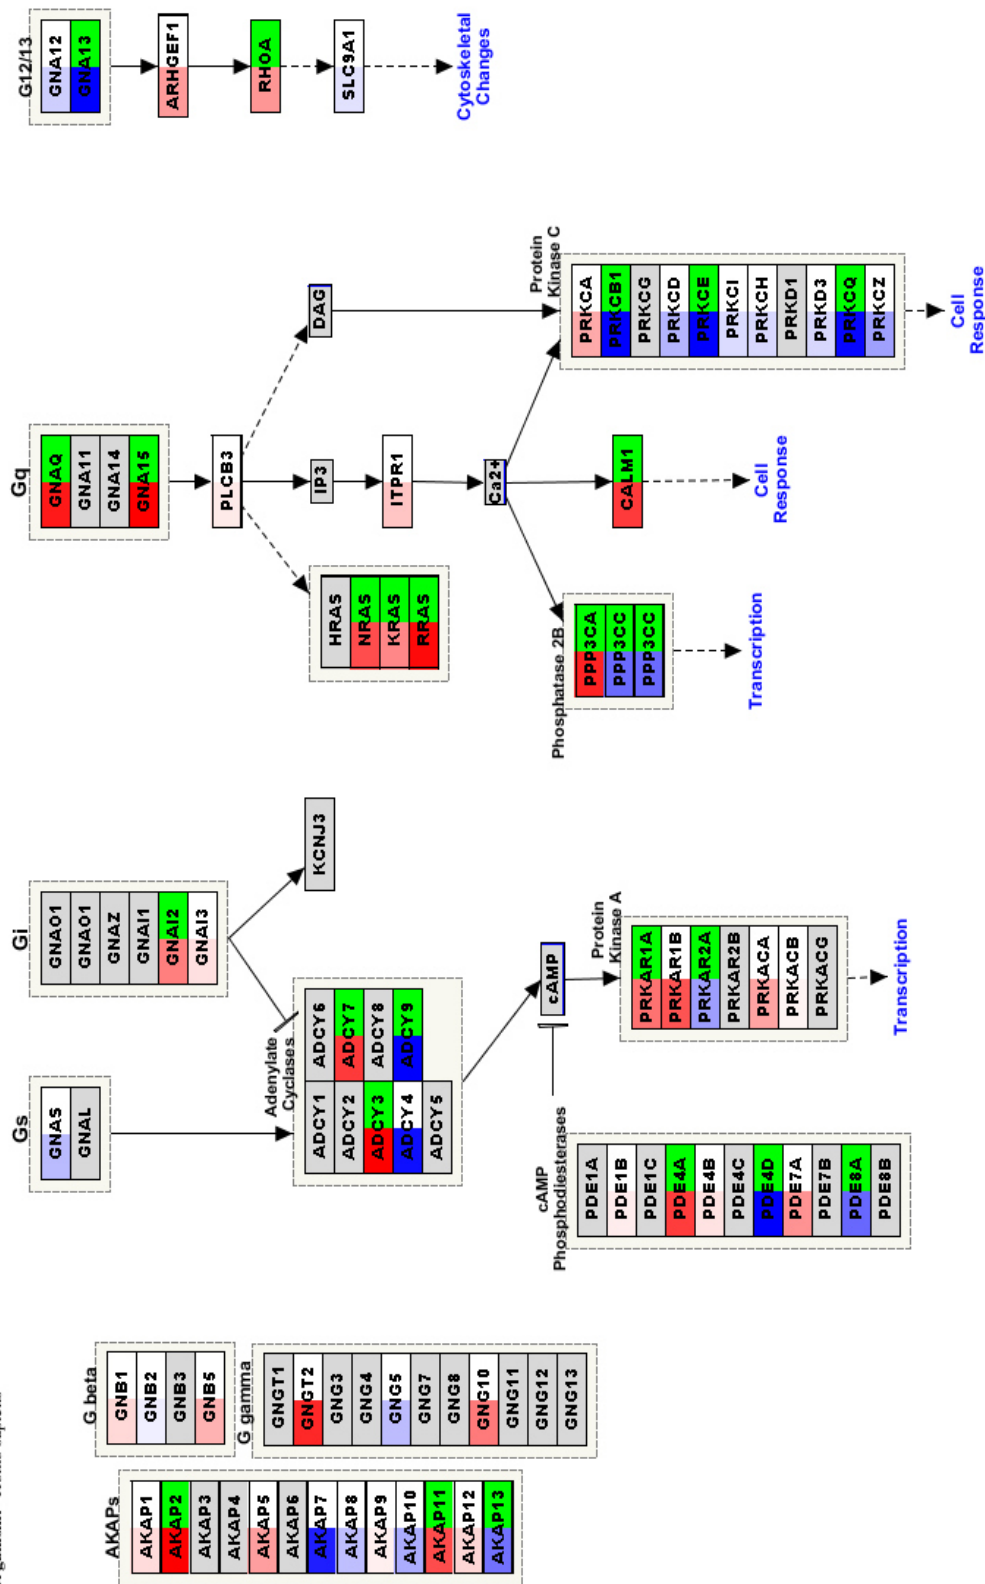 AKAPs
AKAP1
AKAP2
AKAP3
AKAP4
AKAP5
AKAP6
AKAP7
AKAP8
AKAP9
AKAP10
AKAP11
AKAP12
AKAP13
G beta
GNB1
GNB2
GNB3
GNB5
G gamma
GNGT1
GNGT2
GNG3
GNG4
GNG5
GNG7
GNG8
GNG10
GNG11
GNG12
GNG13
Gs
GNAS
GNAL
Gi
GNAO1
GNAO1
GNAZ
GNAI1
GNAI2
GNAI3
KCNJ3
Adenylate
Cyclases
ADCY1
ADCY2
ADCY3
ADCY4
ADCY5
ADCY6
ADCY7
ADCY8
ADCY9
cAMP
Phosphodiesterases
PDE1A
PDE1B
PDE1C
PDE4A
PDE4B
PDE4C
PDE4D
PDE7A
PDE7B
PDE8A
PDE8B
cAMP
Protein
Kinase A
PRKAR1A
PRKAR1B
PRKAR2A
PRKAR2B
PRKACA
PRKACB
PRKACG
Transcription
Gq
GNAQ
GNA11
GNA14
GNA15
PLCB3
HRAS
NRAS
KRAS
RRAS
IP3
DAG
ITPR1
Ca2+
Phosphatase 2B
PPP3CA
PPP3CC
PPP3CC
Transcription
CALM1
Cell
Response
Protein
Kinase C
PRKCA
PRKCB1
PRKCG
PRKCD
PRKCE
PRKCI
PRKCH
PRKD1
PRKD3
PRKCQ
PRKCZ
Cell
Response
G12/13
GNA12
GNA13
ARHGEF1
RHOA
SLC9A1
Cytoskeletal
Changes